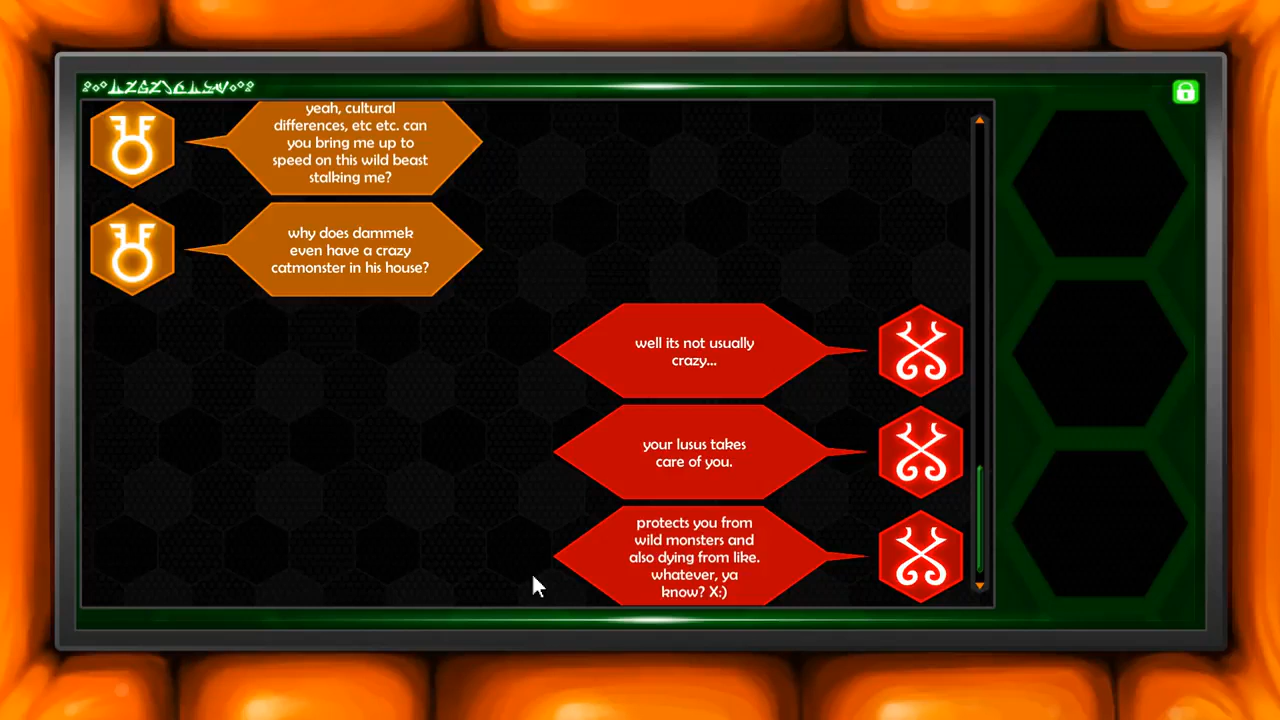 yeah, cultural
differences, etc etc. can
you bring me up to
speed on this wild beast
stalking me?
why does dammek
even have a crazy
catmonster in his house?
well its not usually
crazy...
your lusus takes
care of you.
protects you from
wild monsters and
also dying from like.
whatever, ya
know? X:)